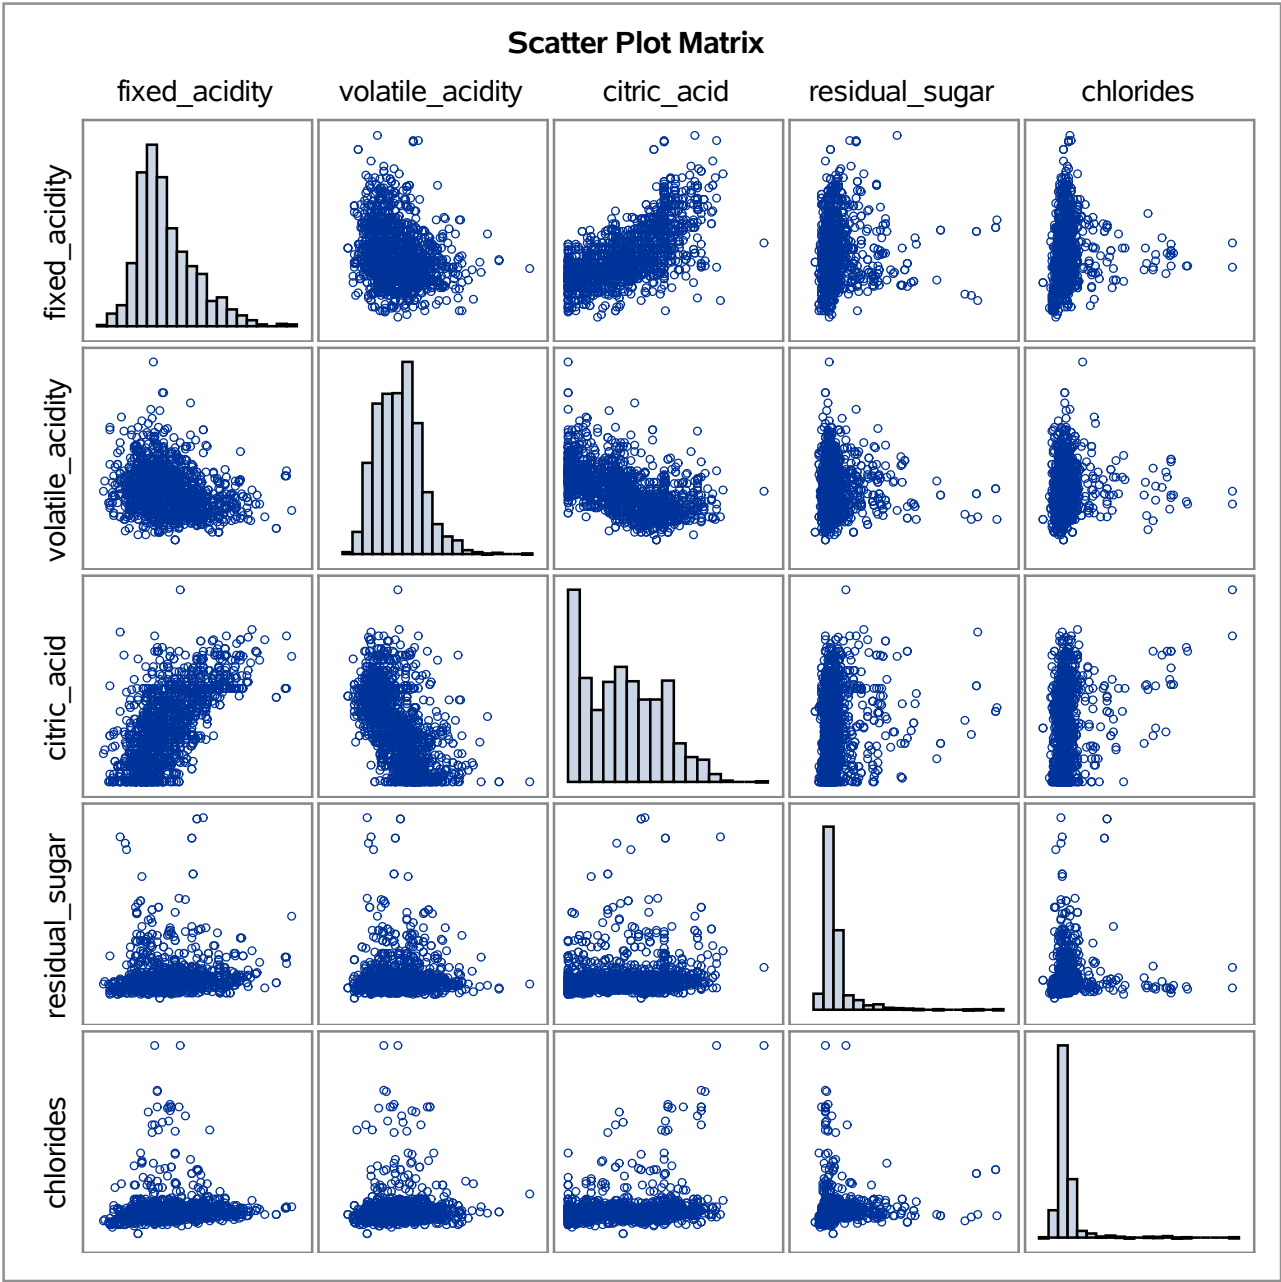 Scatter Plot Matrix
fixed_acidity volatile_acidity citric_acid residual_sugar chlorides
fixed_acidity
volatile_acidity
citric_acid
residual_sugar
chlorides